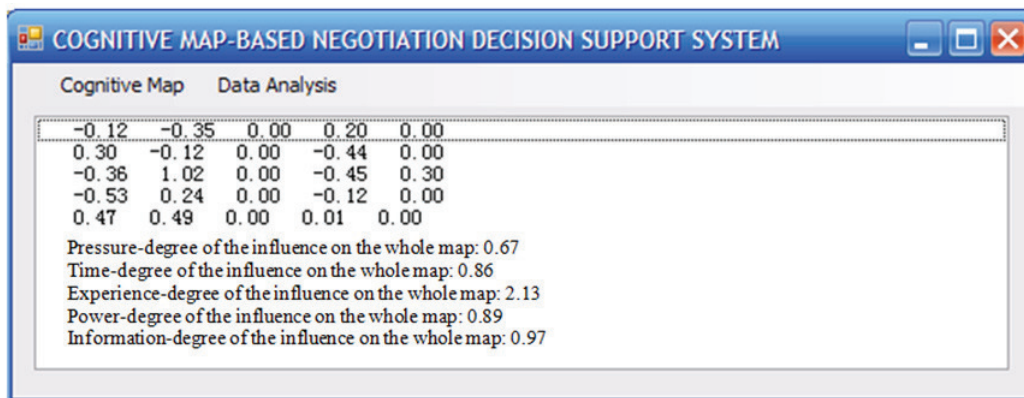 COGNITIVE MAP-BASED NEGOTIATION DECISION SUPPORT SYSTEM
Cognitive Map Data Analysis
-0.12 -0.35 0.00 0.20 0.00
0.30 -0.12 0.00 -0.44 0.00
-0.36 1.02 0.00 -0.45 0.30
-0.53 0.24 0.00 -0.12 0.00
0.47 0.49 0.00 0.01 0.00
Pressure-degree of the influence on the whole map: 0.67
Time-degree of the influence on the whole map: 0.86
Experience-degree of the influence on the whole map: 2.13
Power-degree of the influence on the whole map: 0.89
Information-degree of the influence on the whole map: 0.97